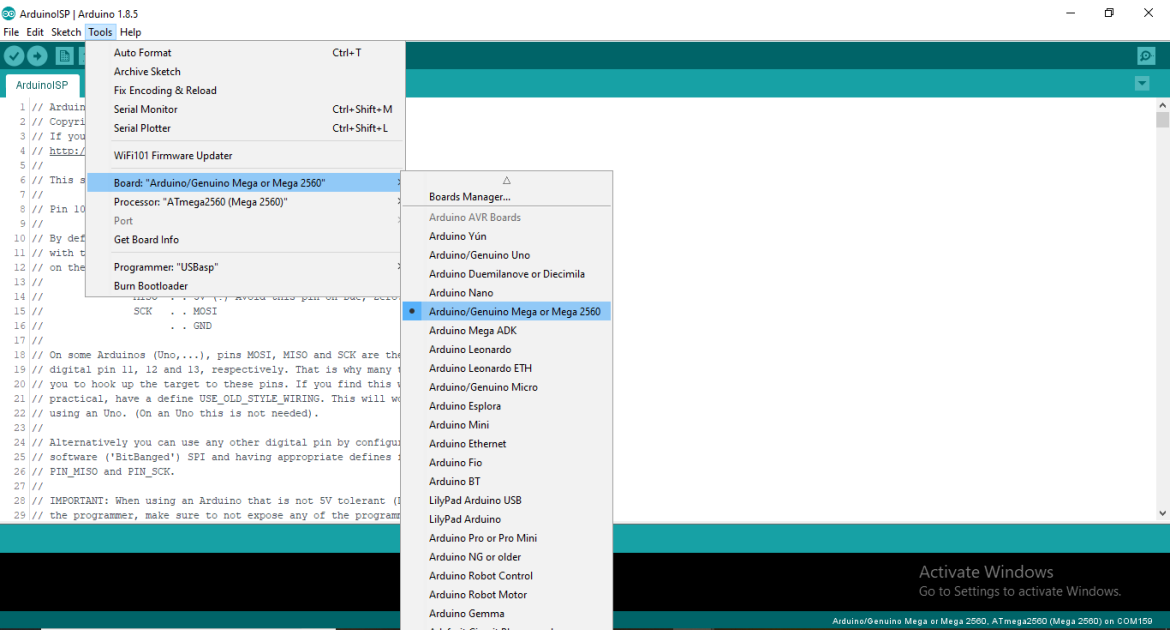 ArduinoISP | Arduino 1.8.5
File Edit Sketch Tools Help
Auto Format Ctrl+T
Archive Sketch
Fix Encoding & Reload
Serial Monitor Ctrl+Shift+M
Serial Plotter Ctrl+Shift+L
WiFi101 Firmware Updater
Board: "Arduino/Genuino Mega or Mega 2560"
Processor: "ATmega2560 (Mega 2560)"
Port
Get Board Info
Programmer: "USBasp"
Burn Bootloader
Boards Manager...
Arduino AVR Boards
Arduino Yún
Arduino/Genuino Uno
Arduino Duemilanove or Diecimila
Arduino Nano
Arduino/Genuino Mega or Mega 2560
Arduino Mega ADK
Arduino Leonardo
Arduino Leonardo ETH
Arduino/Genuino Micro
Arduino Esplora
Arduino Mini
Arduino Ethernet
Arduino Fio
Arduino BT
LilyPad Arduino USB
LilyPad Arduino
Arduino Pro or Pro Mini
Arduino NG or older
Arduino Robot Control
Arduino Robot Motor
Arduino Gemma
ArduinoISP
1 // Arduin
2 // Copyri
3 // If you
4 // http:/
5 //
6 // This s
7 //
8 // Pin 10
9 //
10 // By def
11 // with t
12 // on the
13 //
14 // MISO . . 5V (!) Avoid this pin on Due, Zero
15 // SCK . . MOSI
16 // . . GND
17 //
18 // On some Arduinos (Uno,...), pins MOSI, MISO and SCK are the
19 // digital pin 11, 12 and 13, respectively. That is why many t
20 // you to hook up the target to these pins. If you find this w
21 // practical, have a define USE_OLD_STYLE_WIRING. This will wo
22 // using an Uno. (On an Uno this is not needed).
23 //
24 // Alternatively you can use any other digital pin by configur
25 // software ('BitBanged') SPI and having appropriate defines
26 // PIN_MISO and PIN_SCK.
27 //
28 // IMPORTANT: When using an Arduino that is not 5V tolerant (
29 // the programmer, make sure to not expose any of the programm
Activate Windows
Go to Settings to activate Windows.
Arduino/Genuino Mega or Mega 2560, ATmega2560 (Mega 2560) on COM159